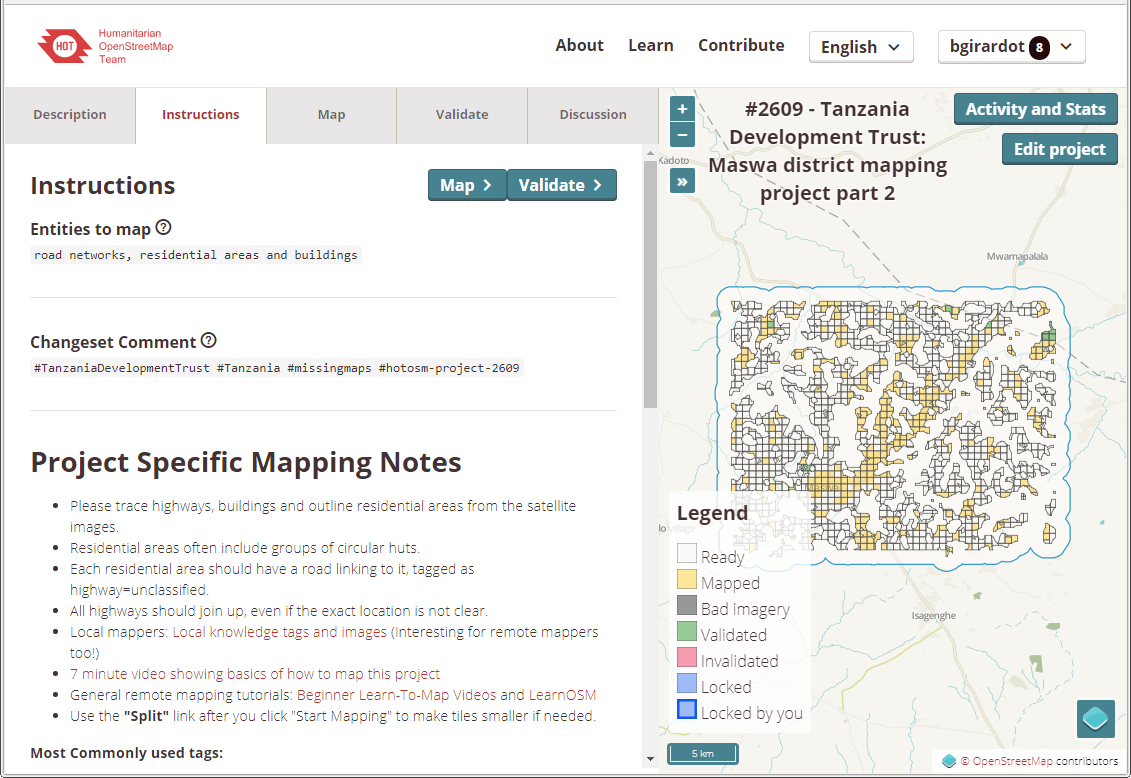 HOT
Humanitarian
OpenStreetMap
Team
About
Learn
Contribute
English
bgirardot 8
Description
Instructions
Map
Validate
Discussion
Instructions
Map
Validate
Entities to map
road networks, residential areas and buildings
Changeset Comment
#TanzaniaDevelopmentTrust #Tanzania #missingmaps #hotosm-project-2609
Project Specific Mapping Notes
• Please trace highways, buildings and outline residential areas from the satellite
images.
• Residential areas often include groups of circular huts.
• Each residential area should have a road linking to it, tagged as
highway=unclassified.
• All highways should join up, even if the exact location is not clear.
• Local mappers: Local knowledge tags and images (Interesting for remote mappers
too!)
• 7 minute video showing basics of how to map this project
• General remote mapping tutorials: Beginner Learn-To-Map Videos and LearnOSM
• Use the "Split" link after you click "Start Mapping" to make tiles smaller if needed.
Most Commonly used tags:
+
−
»
#2609 - Tanzania
Development Trust:
Maswa district mapping
project part 2
Activity and Stats
Edit project
Kadoto
Mwamapalala
Isagenghe
Legend
Ready
Mapped
Bad imagery
Validated
Invalidated
Locked
Locked by you
5 km
© OpenStreetMap contributors